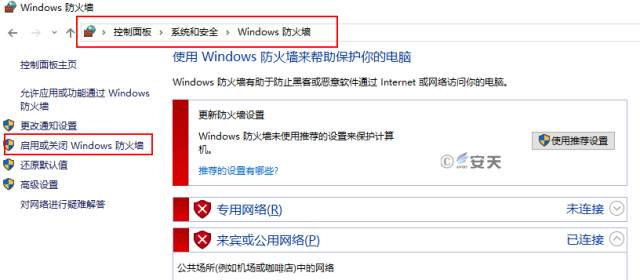 Windows 防火墙
控制面板 > 系统和安全 > Windows 防火墙
控制面板主页
允许应用或功能通过 Windows
防火墙
更改通知设置
启用或关闭 Windows 防火墙
还原默认值
高级设置
对网络进行疑难解答
使用 Windows 防火墙来帮助保护你的电脑
Windows 防火墙有助于防止黑客或恶意软件通过 Internet 或网络访问你的电脑。
更新防火墙设置
Windows 防火墙未使用推荐的设置来保护计算
机。
使用推荐设置
推荐的设置有哪些?
©安天
专用网络(R) 未连接
来宾或公用网络(P) 已连接
公共场所(例如机场或咖啡店)中的网络